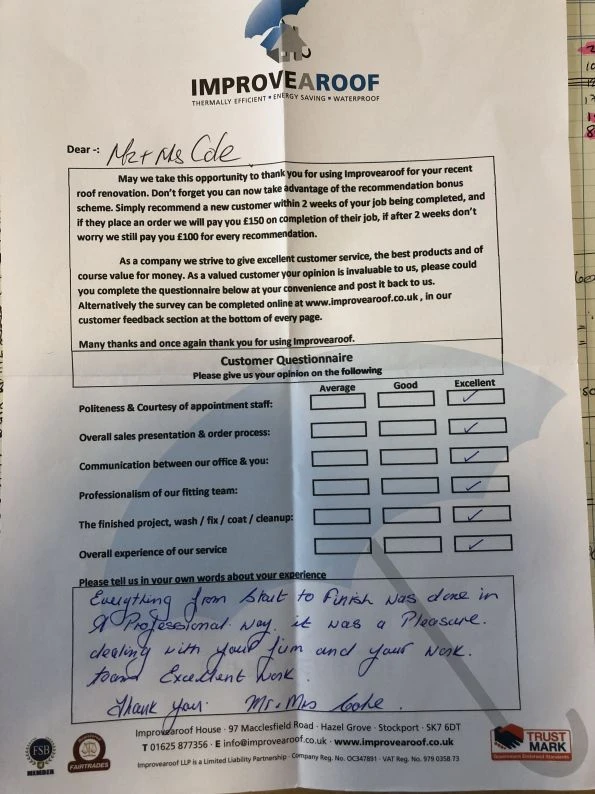 IMPROVEAROOF
THERMALLY EFFICIENT • ENERGY SAVING • WATERPROOF
Dear -: Mr + Ms Cole
May we take this opportunity to thank you for using Improvearoof for your recent
roof renovation. Don't forget you can now take advantage of the recommendation bonus
scheme. Simply recommend a new customer within 2 weeks of your job being completed, and
if they place an order we will pay you £150 on completion of their job, if after 2 weeks don't
worry we still pay you £100 for every recommendation.
As a company we strive to give excellent customer service, the best products and of
course value for money. As a valued customer your opinion is invaluable to us, please could
you complete the questionnaire below at your convenience and post it back to us.
Alternatively the survey can be completed online at www.improvearoof.co.uk , in our
customer feedback section at the bottom of every page.
Many thanks and once again thank you for using Improvearoof.
Customer Questionnaire
Please give us your opinion on the following
Average Good Excellent
Politeness & Courtesy of appointment staff:
Overall sales presentation & order process:
Communication between our office & you:
Professionalism of our fitting team:
The finished project, wash / fix / coat / cleanup:
Overall experience of our service
Please tell us in your own words about your experience
Everything from Start to Finish was done in
A Professional way. it was a Pleasure.
dealing with your firm and your work.
Excellent work.
Thank you. Mr. Mrs Cole.
Improvearoof House · 97 Macclesfield Road · Hazel Grove · Stockport · SK7 6DT
T 01625 877356 · E info@improvearoof.co.uk · www.improvearoof.co.uk
Improvearoof LLP is a Limited Liability Partnership · Company Reg. No. OC347891 · VAT Reg. No. 979 0358 73
FSB
MEMBER
FAIRTRADES
TRUST
MARK
Government Endorsed Standards